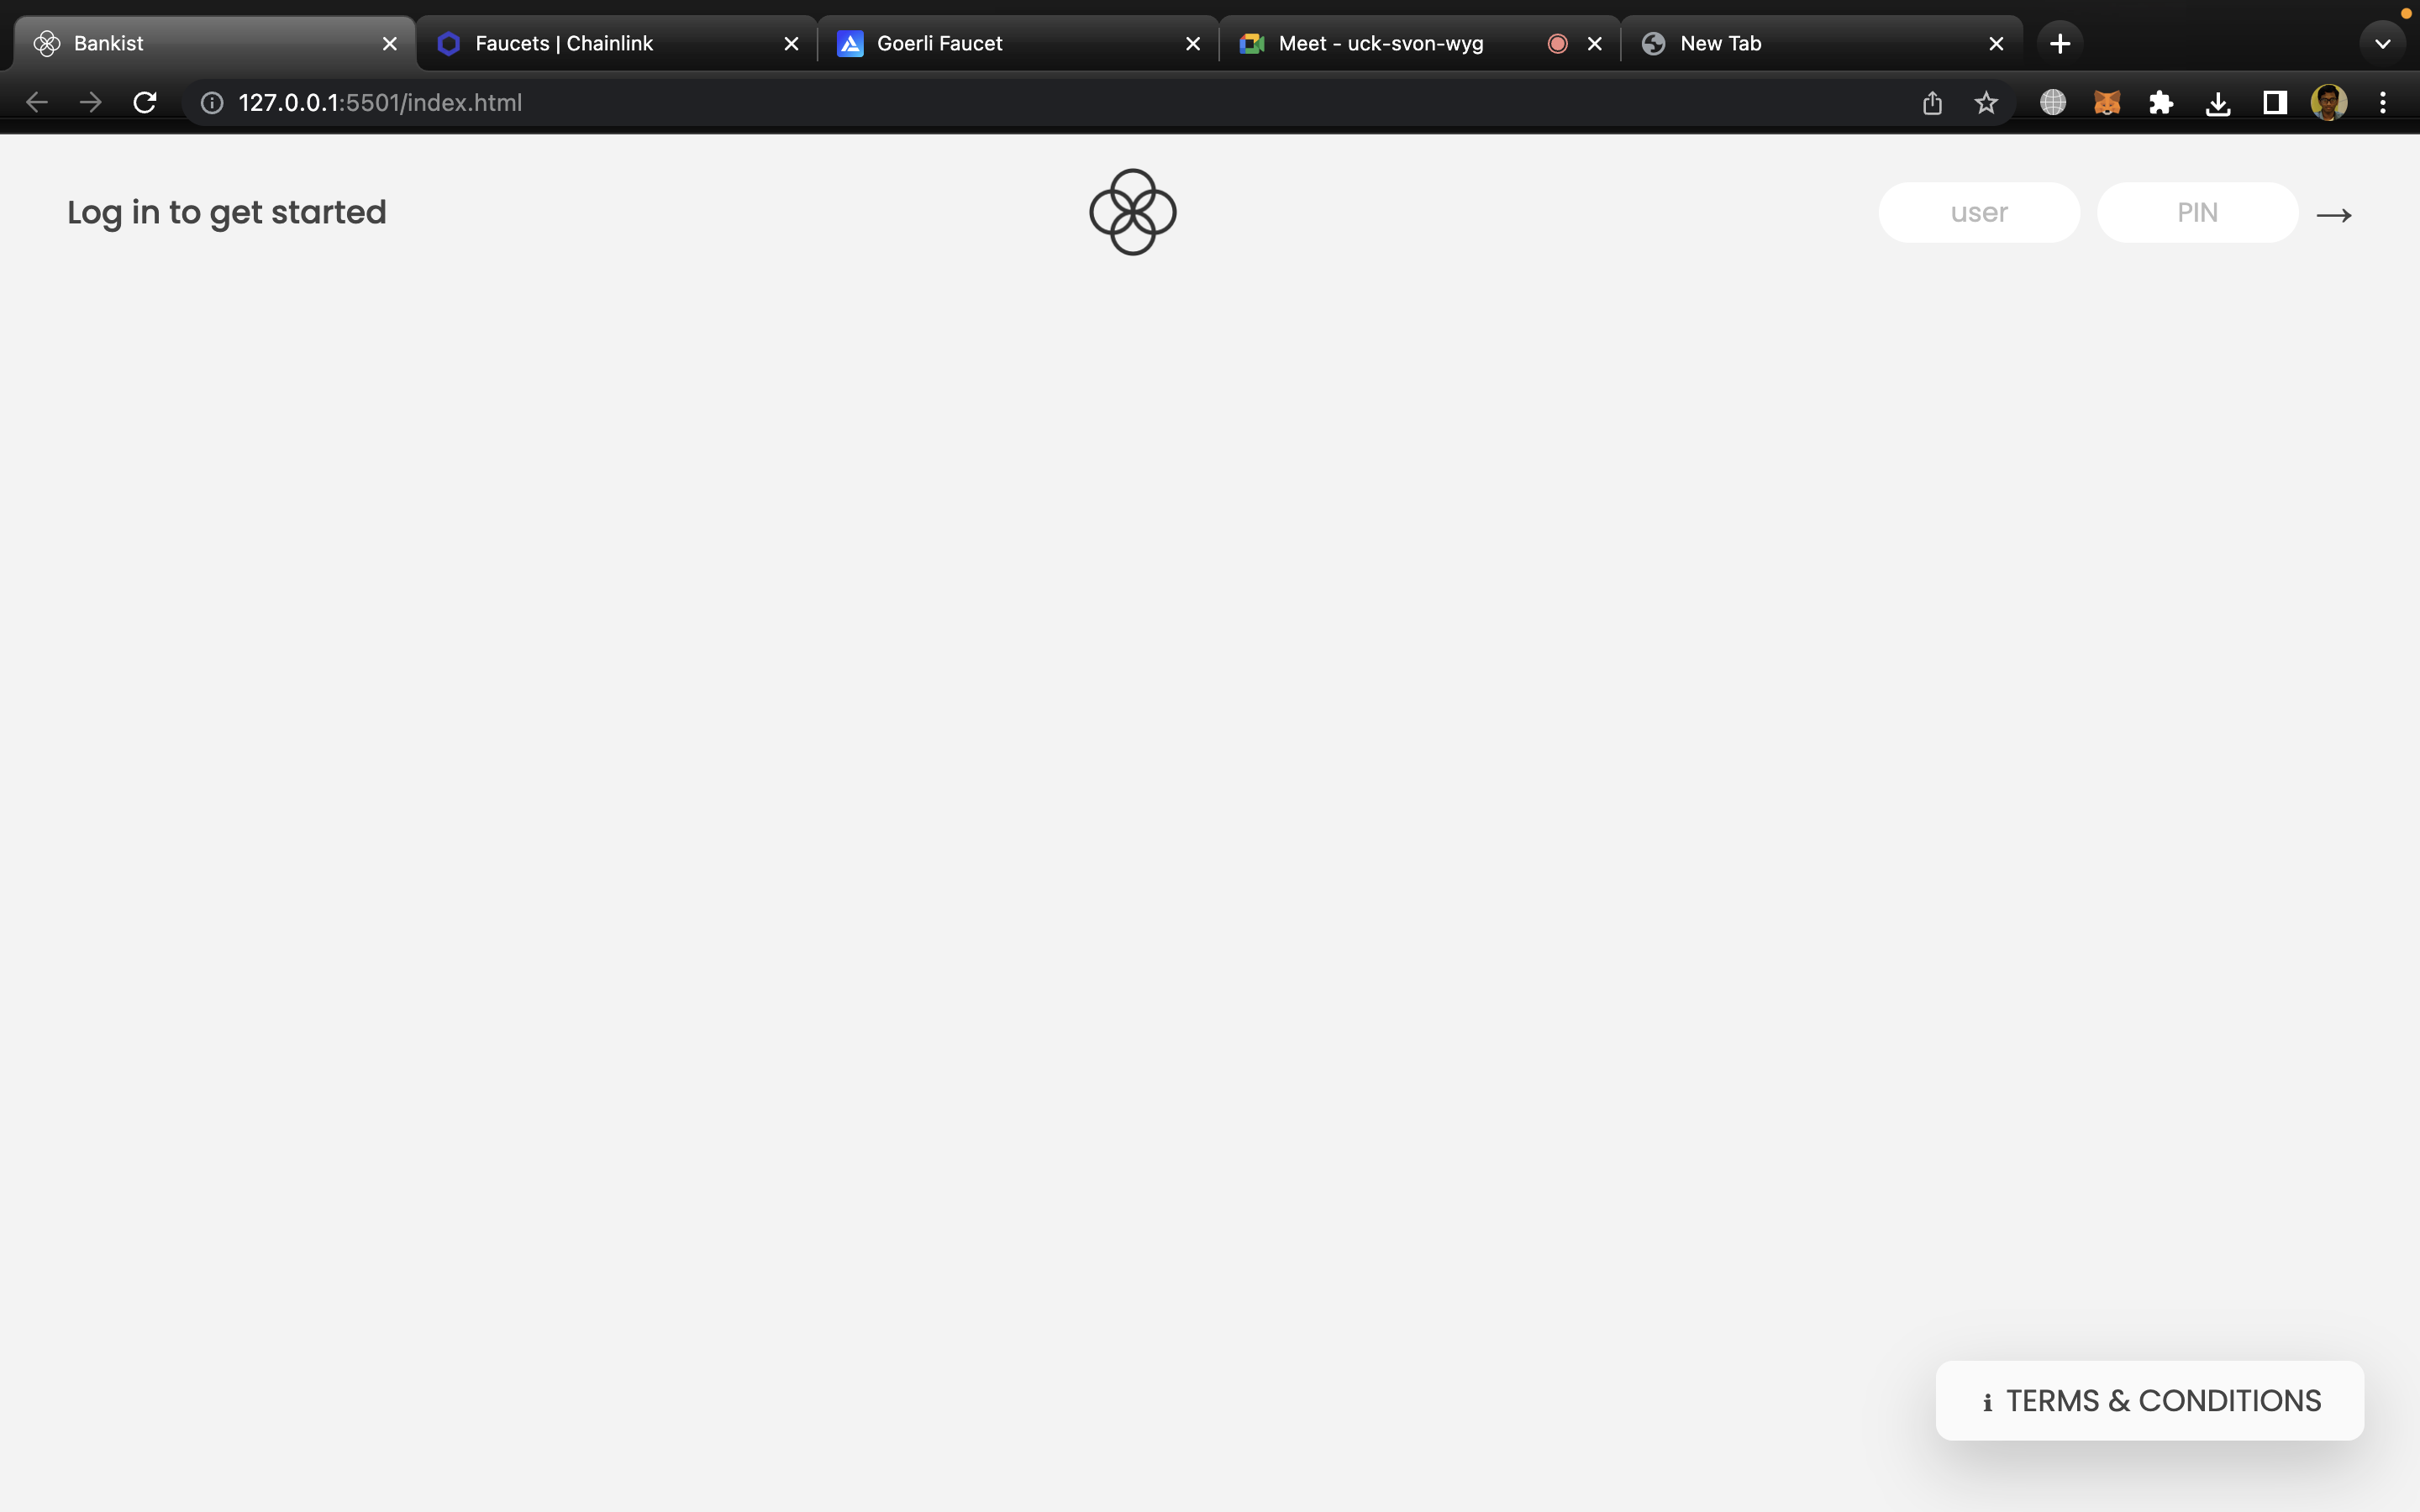 Bankist
Faucets | Chainlink
Goerli Faucet
Meet - uck-svon-wyg
New Tab
127.0.0.1:5501/index.html
Log in to get started
user
PIN
→
ℹ TERMS & CONDITIONS